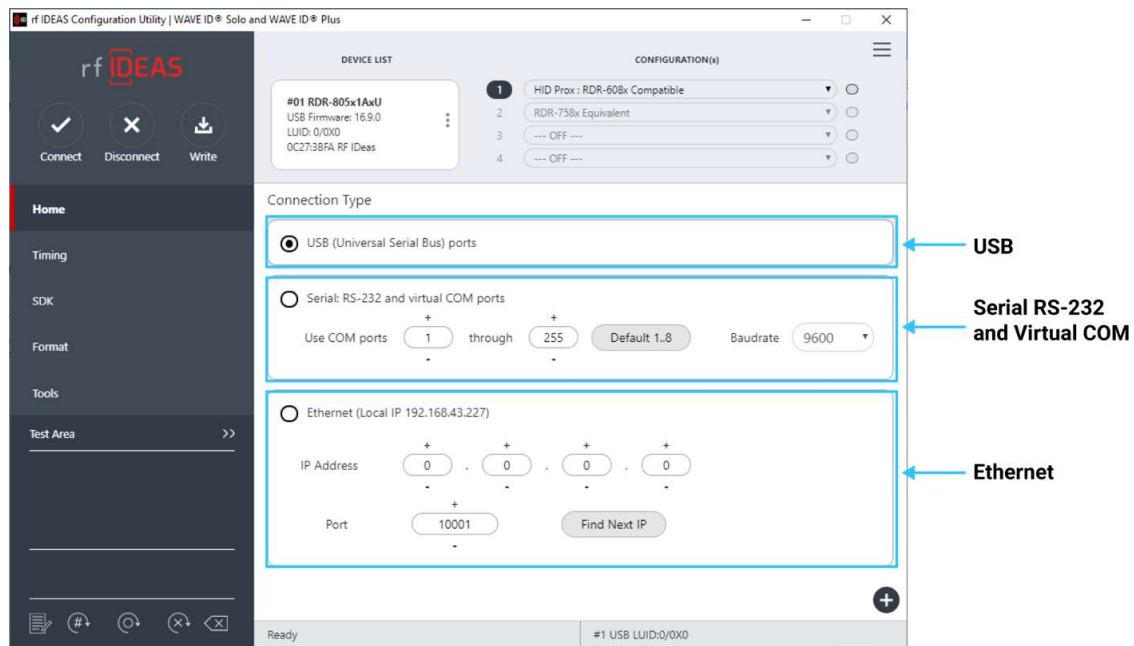 rf IDEAS Configuration Utility | WAVE ID® Solo and WAVE ID® Plus
rf IDEAS
Connect Disconnect Write
Home
Timing
SDK
Format
Tools
Test Area >>
DEVICE LIST
#01 RDR-805x1AxU
USB Firmware: 16.9.0
LUID: 0/0X0
0C27:3BFA RF IDeas
CONFIGURATION(s)
1 HID Prox : RDR-608x Compatible
2 RDR-758x Equivalent
3 --- OFF ---
4 --- OFF ---
Connection Type
USB (Universal Serial Bus) ports
Serial: RS-232 and virtual COM ports
+ +
Use COM ports 1 through 255 Default 1..8 Baudrate 9600
- -
Ethernet (Local IP 192.168.43.227)
+ + + +
IP Address 0 . 0 . 0 . 0
- - - -
+
Port 10001 Find Next IP
-
Ready #1 USB LUID:0/0X0
USB
Serial RS-232
and Virtual COM
Ethernet